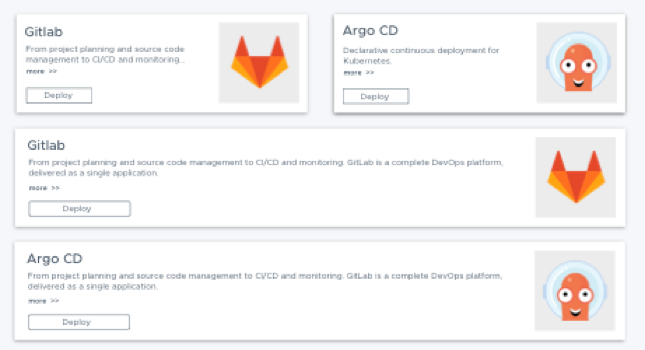 Gitlab
From project planning and source code
management to CI/CD and monitoring...
more >>
Deploy
Argo CD
Declarative continuous deployment for
Kubernetes.
more >>
Deploy
Gitlab
From project planning and source code management to CI/CD and monitoring. GitLab is a complete DevOps platform,
delivered as a single application.
more >>
Deploy
Argo CD
From project planning and source code management to CI/CD and monitoring. GitLab is a complete DevOps platform,
delivered as a single application.
more >>
Deploy